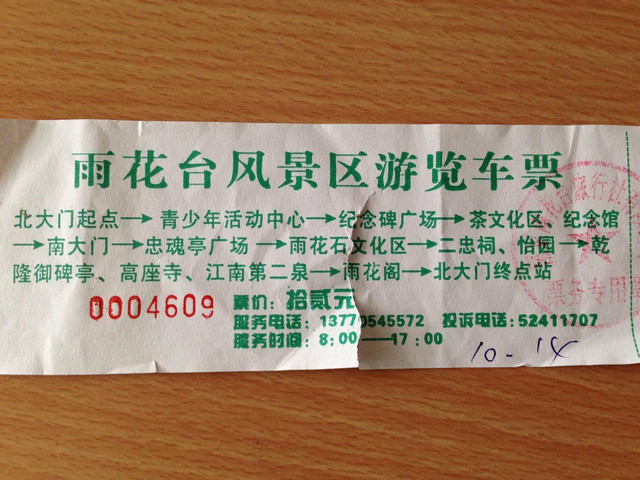 雨花台风景区游览车票
北大门起点→青少年活动中心→纪念碑广场→茶文化区、纪念馆
→南大门→忠魂亭广场→雨花石文化区→二忠祠、怡园→乾
隆御碑亭、高座寺、江南第二泉→雨花阁→北大门终点站
0004609
票价：拾贰元
服务电话：13770545572 投诉电话：52411707
服务时间：8：00——17：00
10-14
旅行社
票务专用章